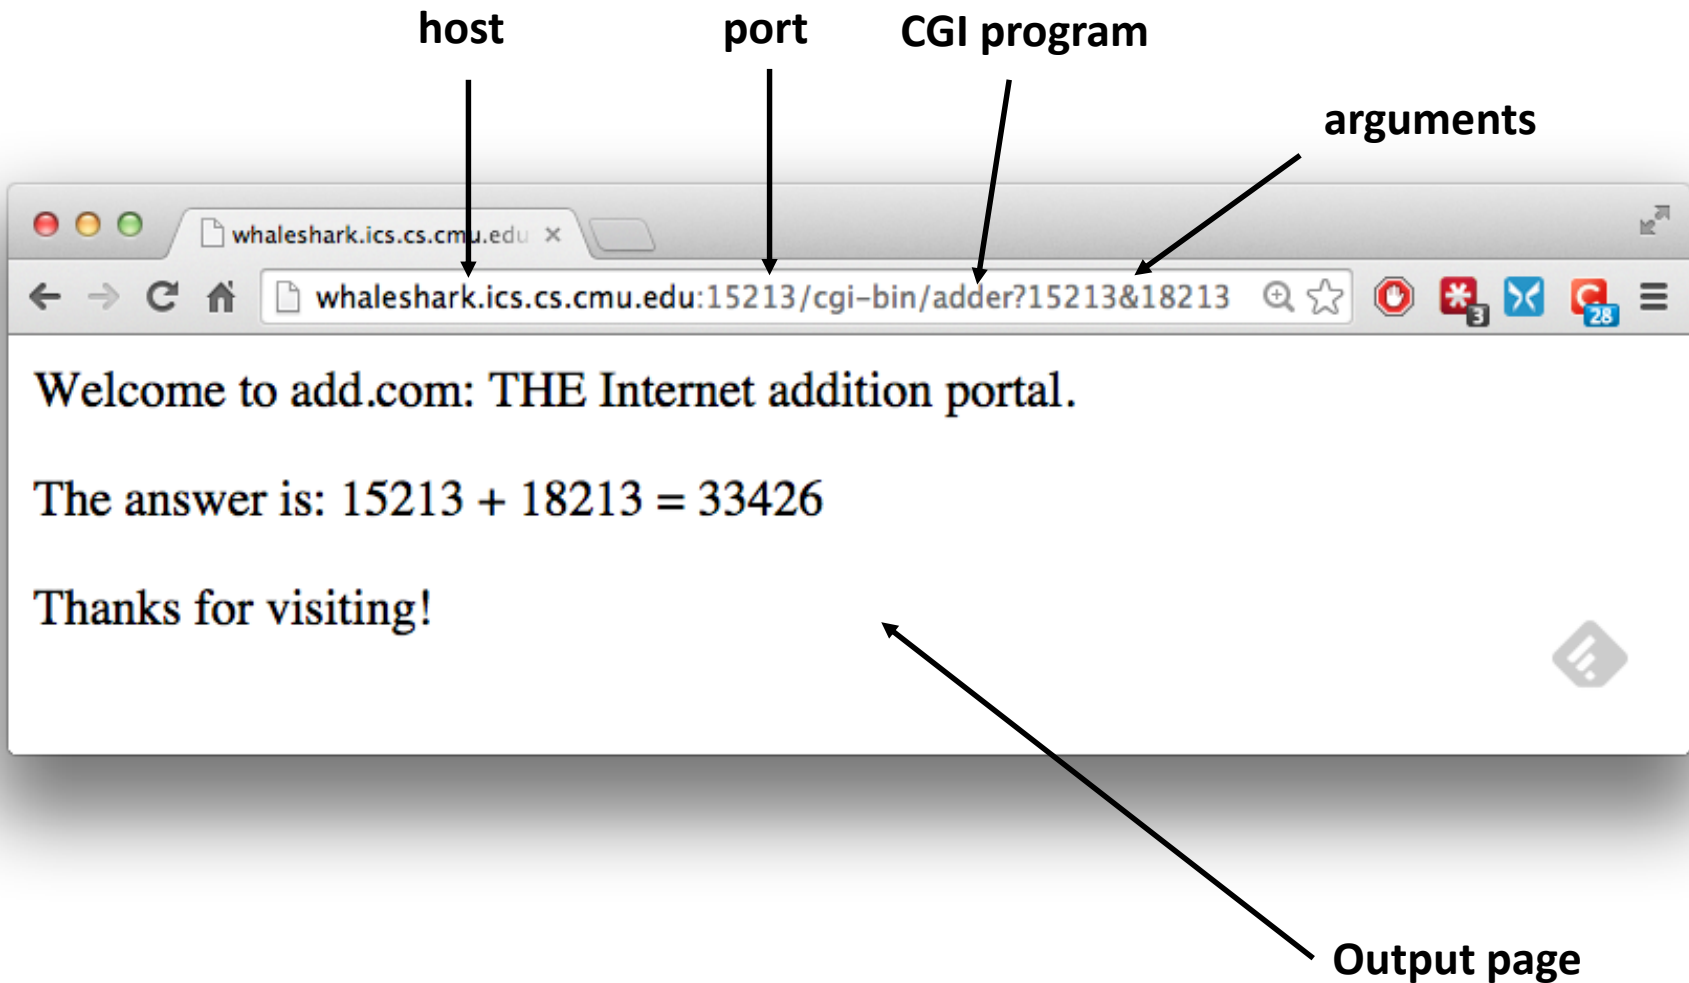 host
port
CGI program
arguments
whaleshark.ics.cs.cmu.edu
whaleshark.ics.cs.cmu.edu:15213/cgi-bin/adder?15213&18213
3
28
Welcome to add.com: THE Internet addition portal.
The answer is: 15213 + 18213 = 33426
Thanks for visiting!
Output page